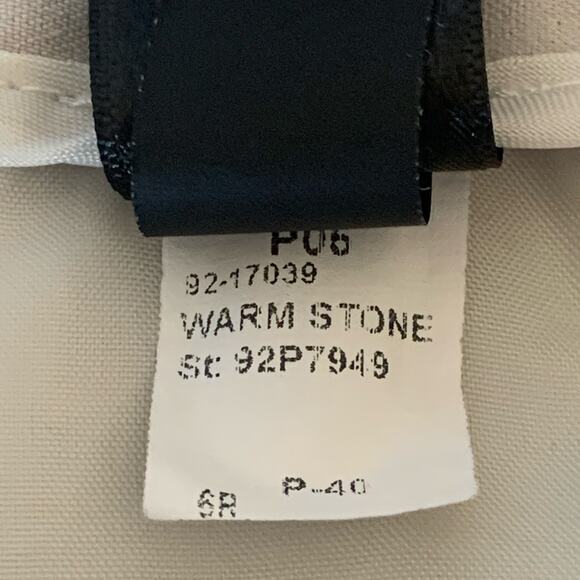 P06
92-17039
WARM STONE
St: 92P7949
6R P-40